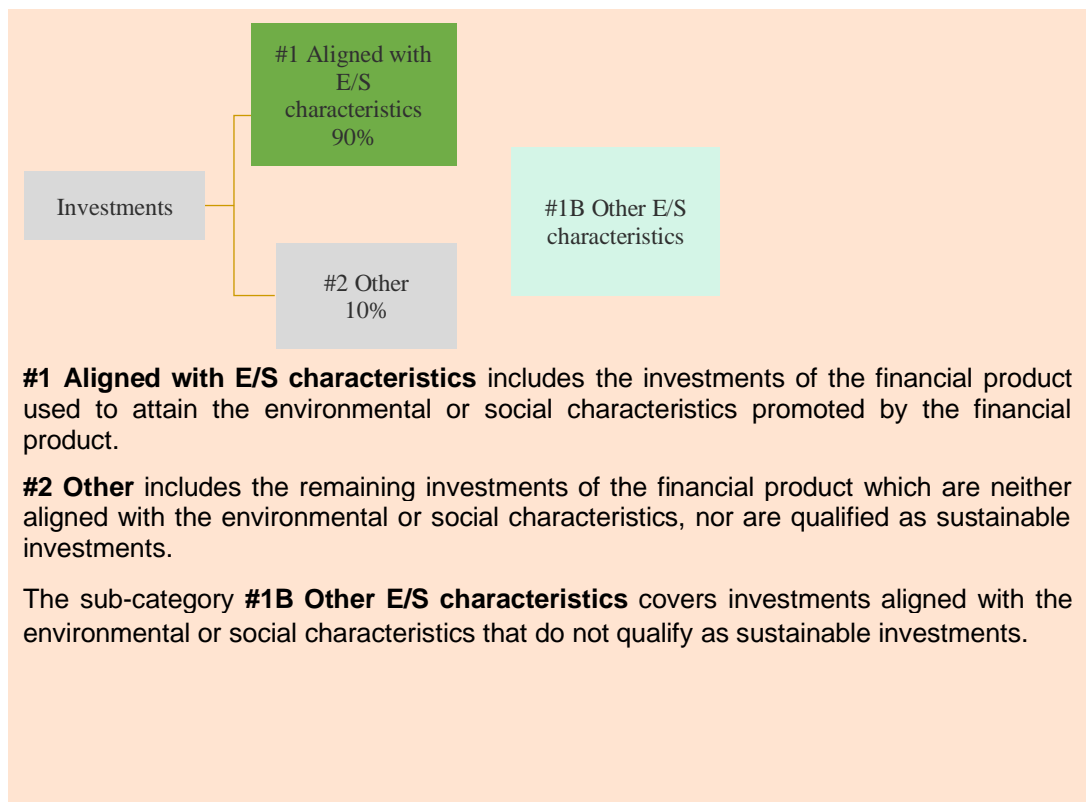 #1 Aligned with
E/S
characteristics
90%
#1B Other E/S
characteristics
Investments
#2 Other
10%
#1 Aligned with E/S characteristics includes the investments of the financial product
used to attain the environmental or social characteristics promoted by the financial
product.
#2 Other includes the remaining investments of the financial product which are neither
aligned with the environmental or social characteristics, nor are qualified as sustainable
investments.
The sub-category #1B Other E/S characteristics covers investments aligned with the
environmental or social characteristics that do not qualify as sustainable investments.